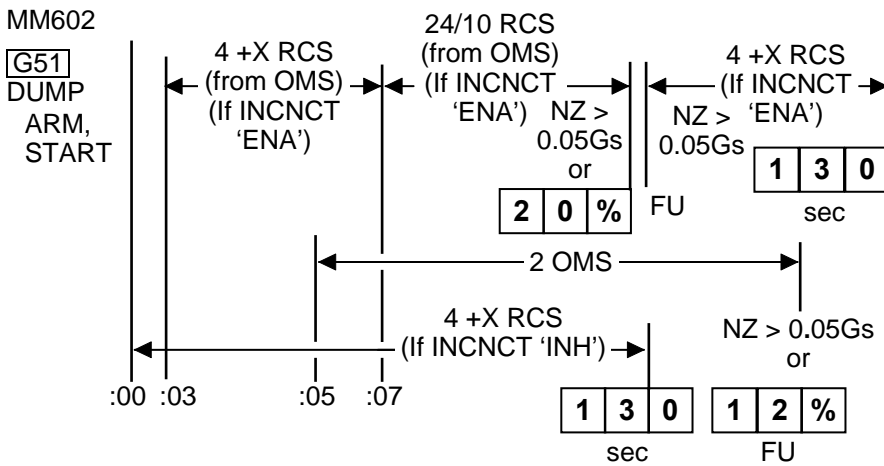 MM602
G51
DUMP
ARM,
START
4 +X RCS
(from OMS)
(If INCNCT
‘ENA’)
24/10 RCS
(from OMS)
(If INCNCT
‘ENA’)
NZ >
0.05Gs
or
2 0 %
FU
4 +X RCS
(If INCNCT
‘ENA’)
NZ >
0.05Gs
1 3 0
sec
2 OMS
4 +X RCS
(If INCNCT ‘INH’)
NZ > 0.05Gs
or
:00 :03 :05 :07
1 3 0
sec
1 2 %
FU